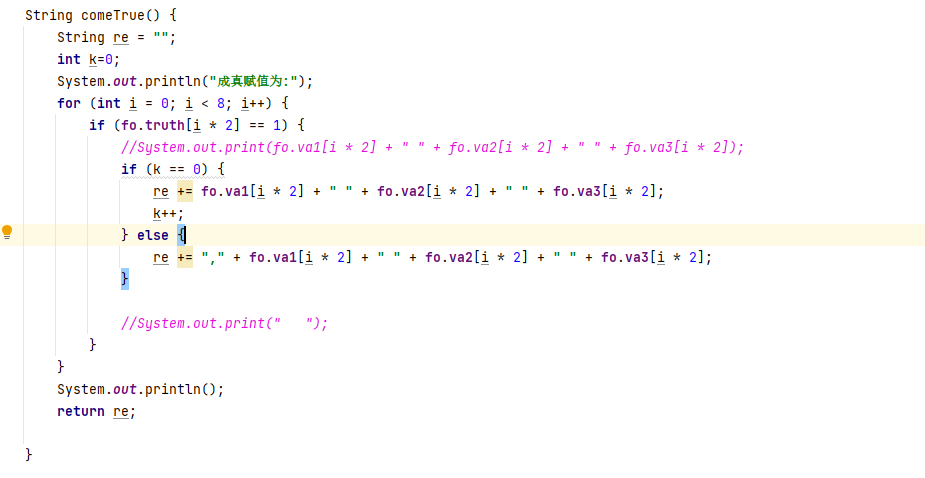 String comeTrue() {
    String re = "";
    int k=0;
    System.out.println("成真赋值为:");
    for (int i = 0; i < 8; i++) {
        if (fo.truth[i * 2] == 1) {
            //System.out.print(fo.va1[i * 2] + " " + fo.va2[i * 2] + " " + fo.va3[i * 2]);
            if (k == 0) {
                re += fo.va1[i * 2] + " " + fo.va2[i * 2] + " " + fo.va3[i * 2];
                k++;
            } else {
                re += "," + fo.va1[i * 2] + " " + fo.va2[i * 2] + " " + fo.va3[i * 2];
            }
            //System.out.print("   ");
        }
    }
    System.out.println();
    return re;
}